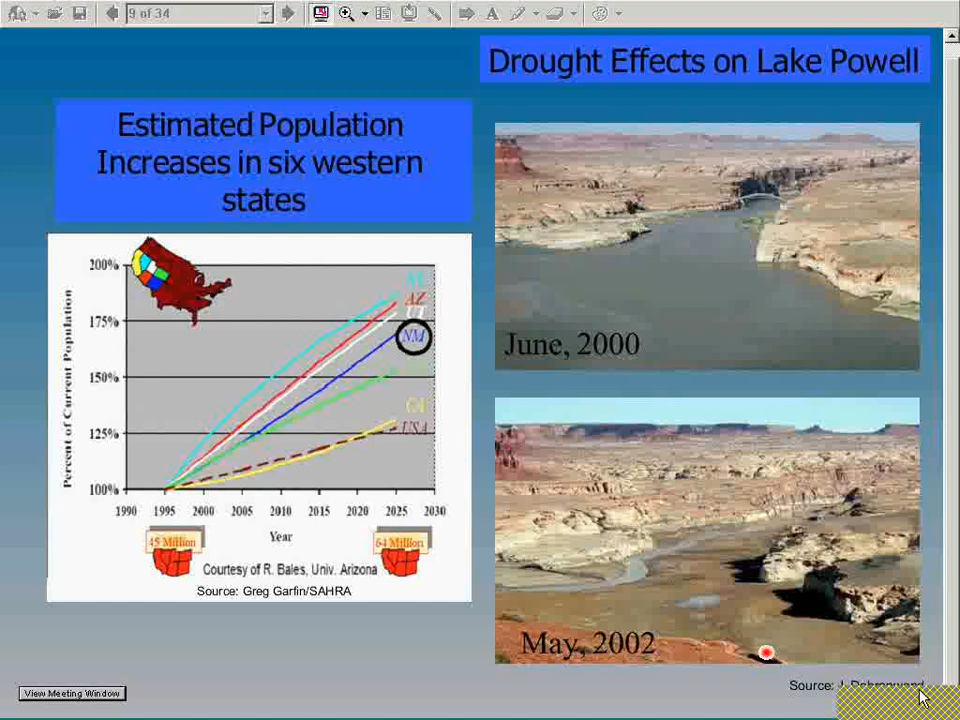 9 of 34
Drought Effects on Lake Powell
Estimated Population
Increases in six western
states
June, 2000
May, 2002
Percent of Current Population
200%
175%
150%
125%
100%
AZ
UT
NM
CA
USA
1990 1995 2000 2005 2010 2015 2020 2025 2030
Year
45 Million
64 Million
Courtesy of R. Bales, Univ. Arizona
Source: Greg Garfin/SAHRA
View Meeting Window
Source: J.